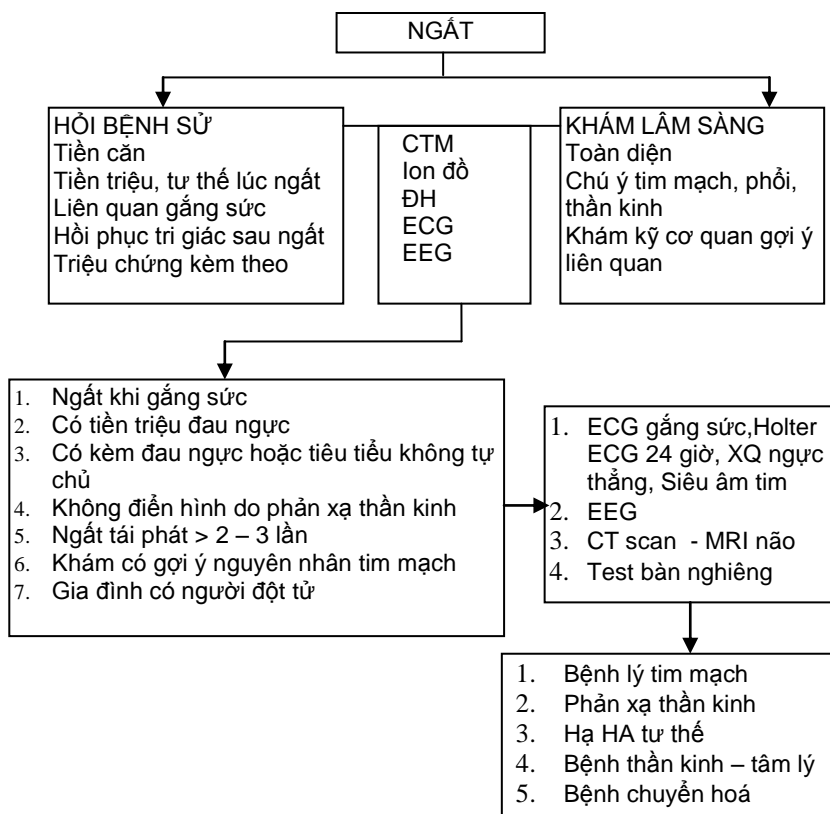 NGẤT
HỎI BỆNH SỬ
Tiền căn
Tiền triệu, tư thế lúc ngất
Liên quan gắng sức
Hồi phục tri giác sau ngất
Triệu chứng kèm theo
CTM
Ion đồ
ĐH
ECG
EEG
KHÁM LÂM SÀNG
Toàn diện
Chú ý tim mạch, phổi,
thần kinh
Khám kỹ cơ quan gợi ý
liên quan
1. Ngất khi gắng sức
2. Có tiền triệu đau ngực
3. Có kèm đau ngực hoặc tiêu tiểu không tự
chủ
4. Không điển hình do phản xạ thần kinh
5. Ngất tái phát > 2 – 3 lần
6. Khám có gợi ý nguyên nhân tim mạch
7. Gia đình có người đột tử
1. ECG gắng sức,Holter
ECG 24 giờ, XQ ngực
thẳng, Siêu âm tim
2. EEG
3. CT scan - MRI não
4. Test bàn nghiêng
1. Bệnh lý tim mạch
2. Phản xạ thần kinh
3. Hạ HA tư thế
4. Bệnh thần kinh – tâm lý
5. Bệnh chuyển hoá